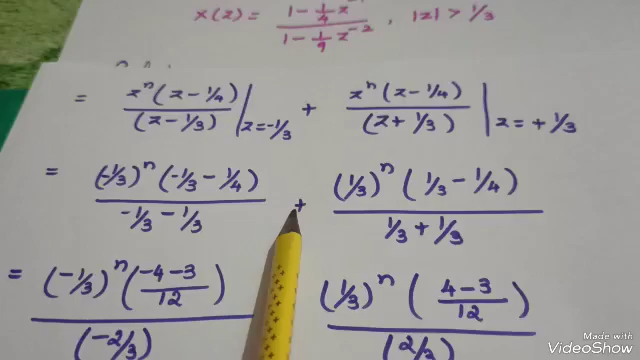 X(z) = (1 - 1/4 z⁻¹) / (1 - 1/9 z⁻²) , |z| > 1/3
= zⁿ(z - 1/4) / (z - 1/3) |z = -1/3 + zⁿ(z - 1/4) / (z + 1/3) |z = +1/3
= (-1/3)ⁿ (-1/3 - 1/4) / (-1/3 - 1/3) + (1/3)ⁿ (1/3 - 1/4) / (1/3 + 1/3)
= (-1/3)ⁿ ((-4-3)/12) / (-2/3) (1/3)ⁿ ((4-3)/12) / (2/3)
Made with
VideoShow